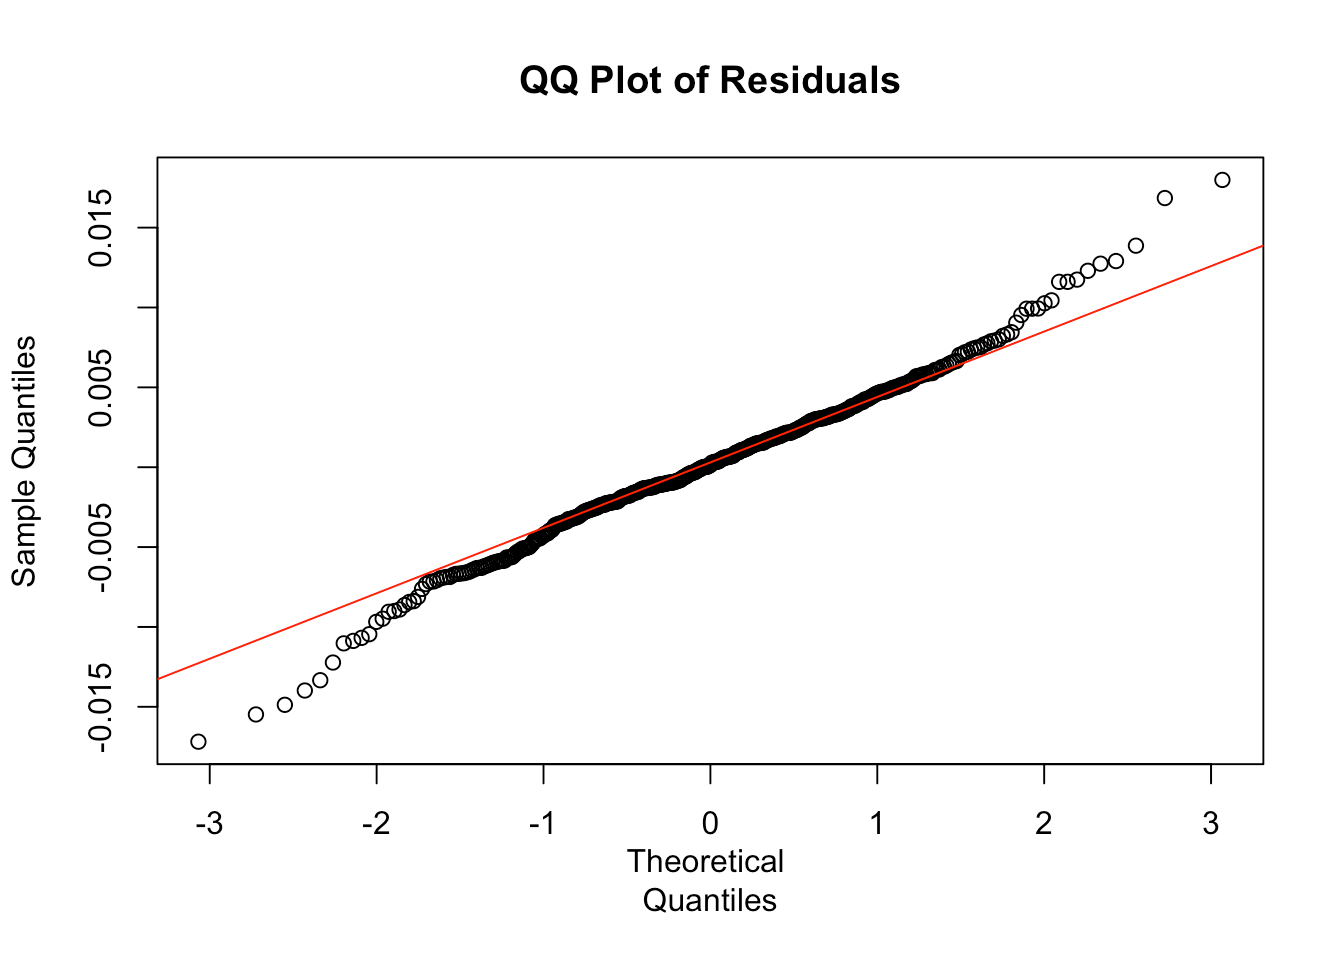 QQ Plot of Residuals
Sample Quantiles
0.015
0.005
-0.005
-0.015
-3 -2 -1 0 1 2 3
Theoretical
Quantiles